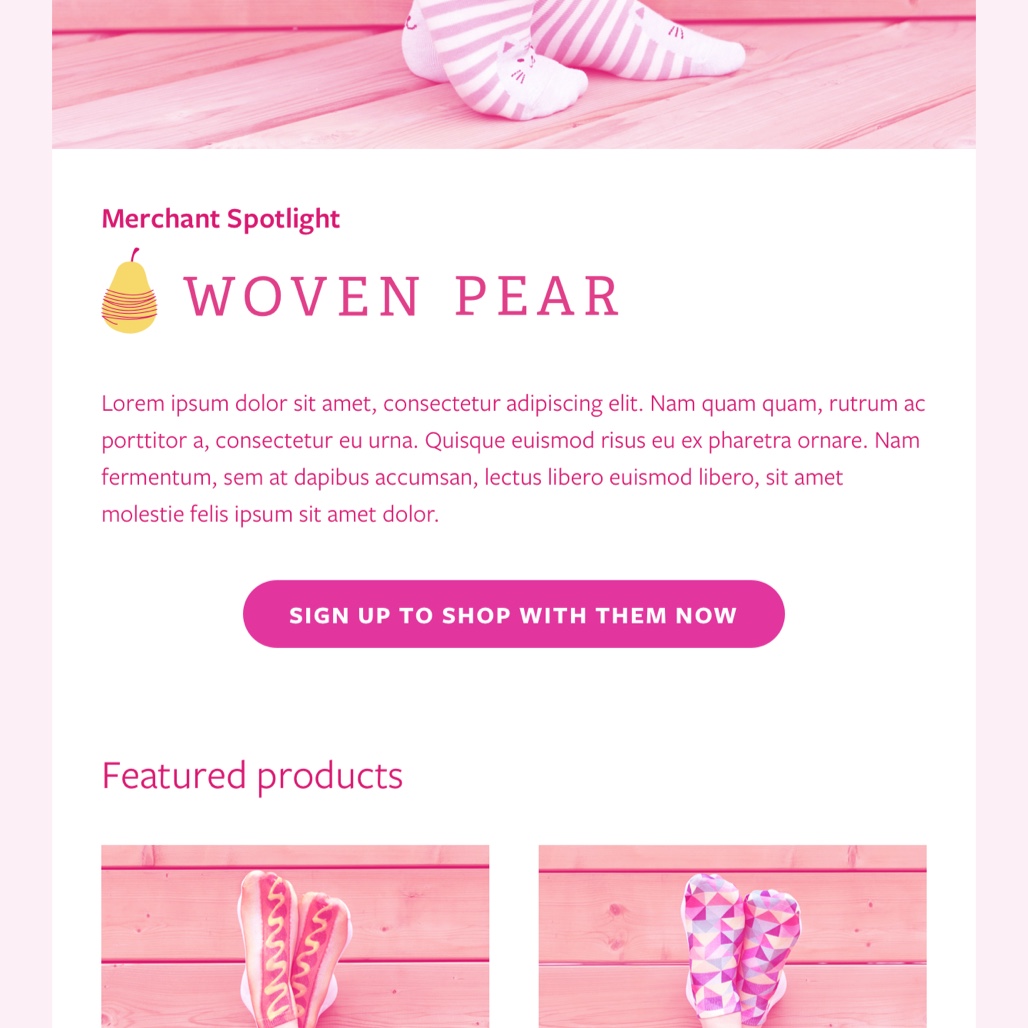 Merchant Spotlight
WOVEN PEAR
Lorem ipsum dolor sit amet, consectetur adipiscing elit. Nam quam quam, rutrum ac
porttitor a, consectetur eu urna. Quisque euismod risus eu ex pharetra ornare. Nam
fermentum, sem at dapibus accumsan, lectus libero euismod libero, sit amet
molestie felis ipsum sit amet dolor.
SIGN UP TO SHOP WITH THEM NOW
Featured products